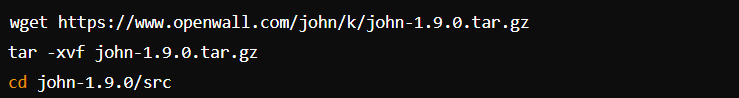 wget https://www.openwall.com/john/k/john-1.9.0.tar.gz
tar -xvf john-1.9.0.tar.gz
cd john-1.9.0/src